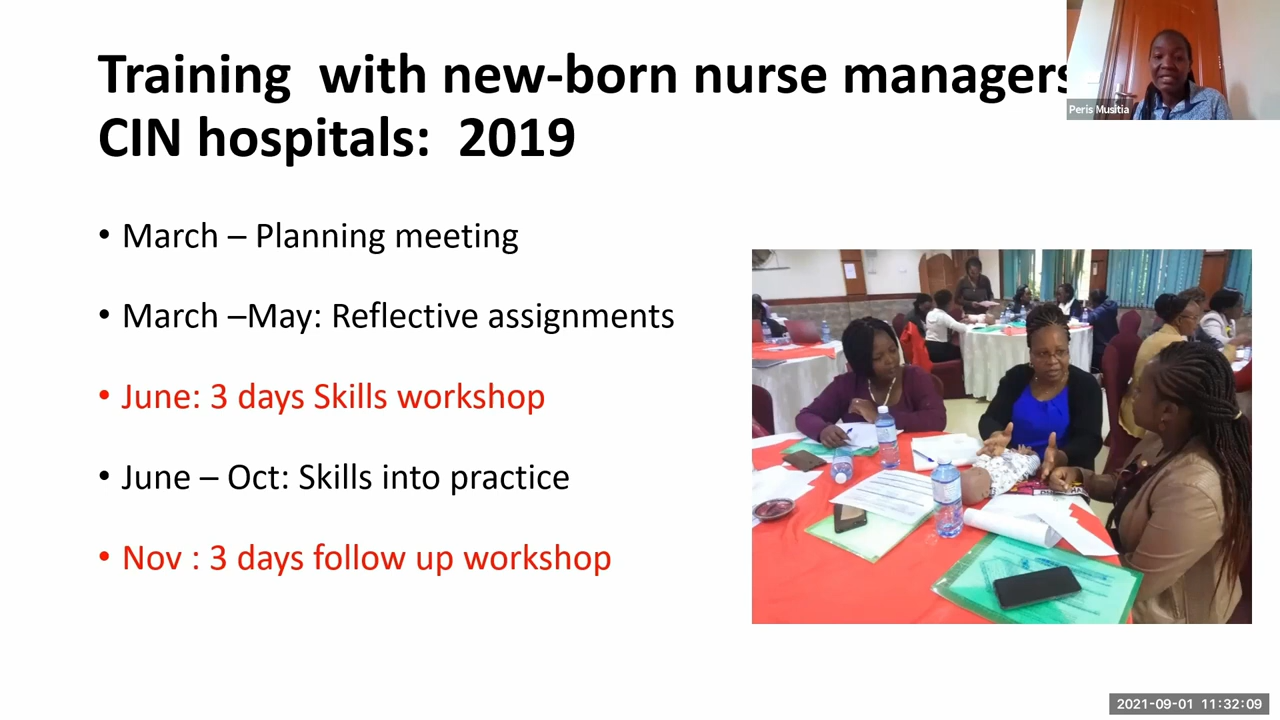 Training  with new-born nurse managers
CIN hospitals:  2019
Peris Musitia
• March – Planning meeting
• March –May: Reflective assignments
• June: 3 days Skills workshop
• June – Oct: Skills into practice
• Nov : 3 days follow up workshop
2021-09-01 11:32:09